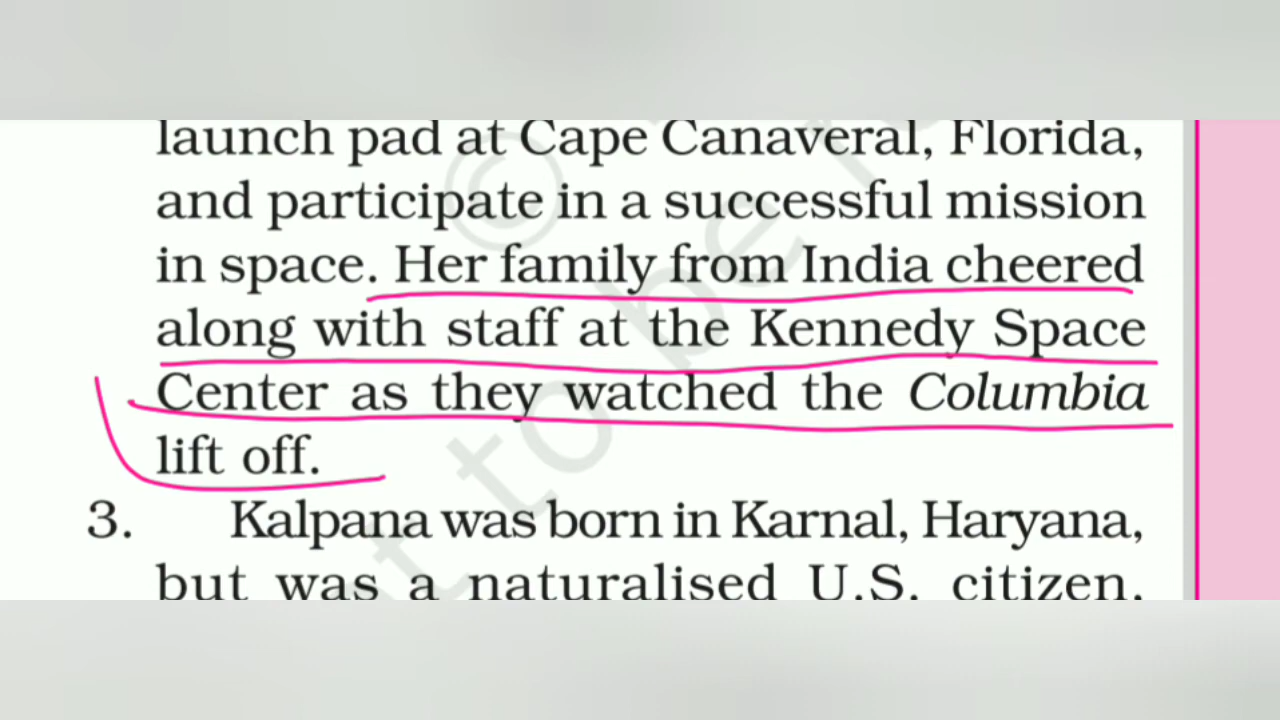 launch pad at Cape Canaveral, Florida,
and participate in a successful mission
in space. Her family from India cheered
along with staff at the Kennedy Space
Center as they watched the Columbia
lift off.
3. Kalpana was born in Karnal, Haryana,
but was a naturalised U.S. citizen.
© t to be r